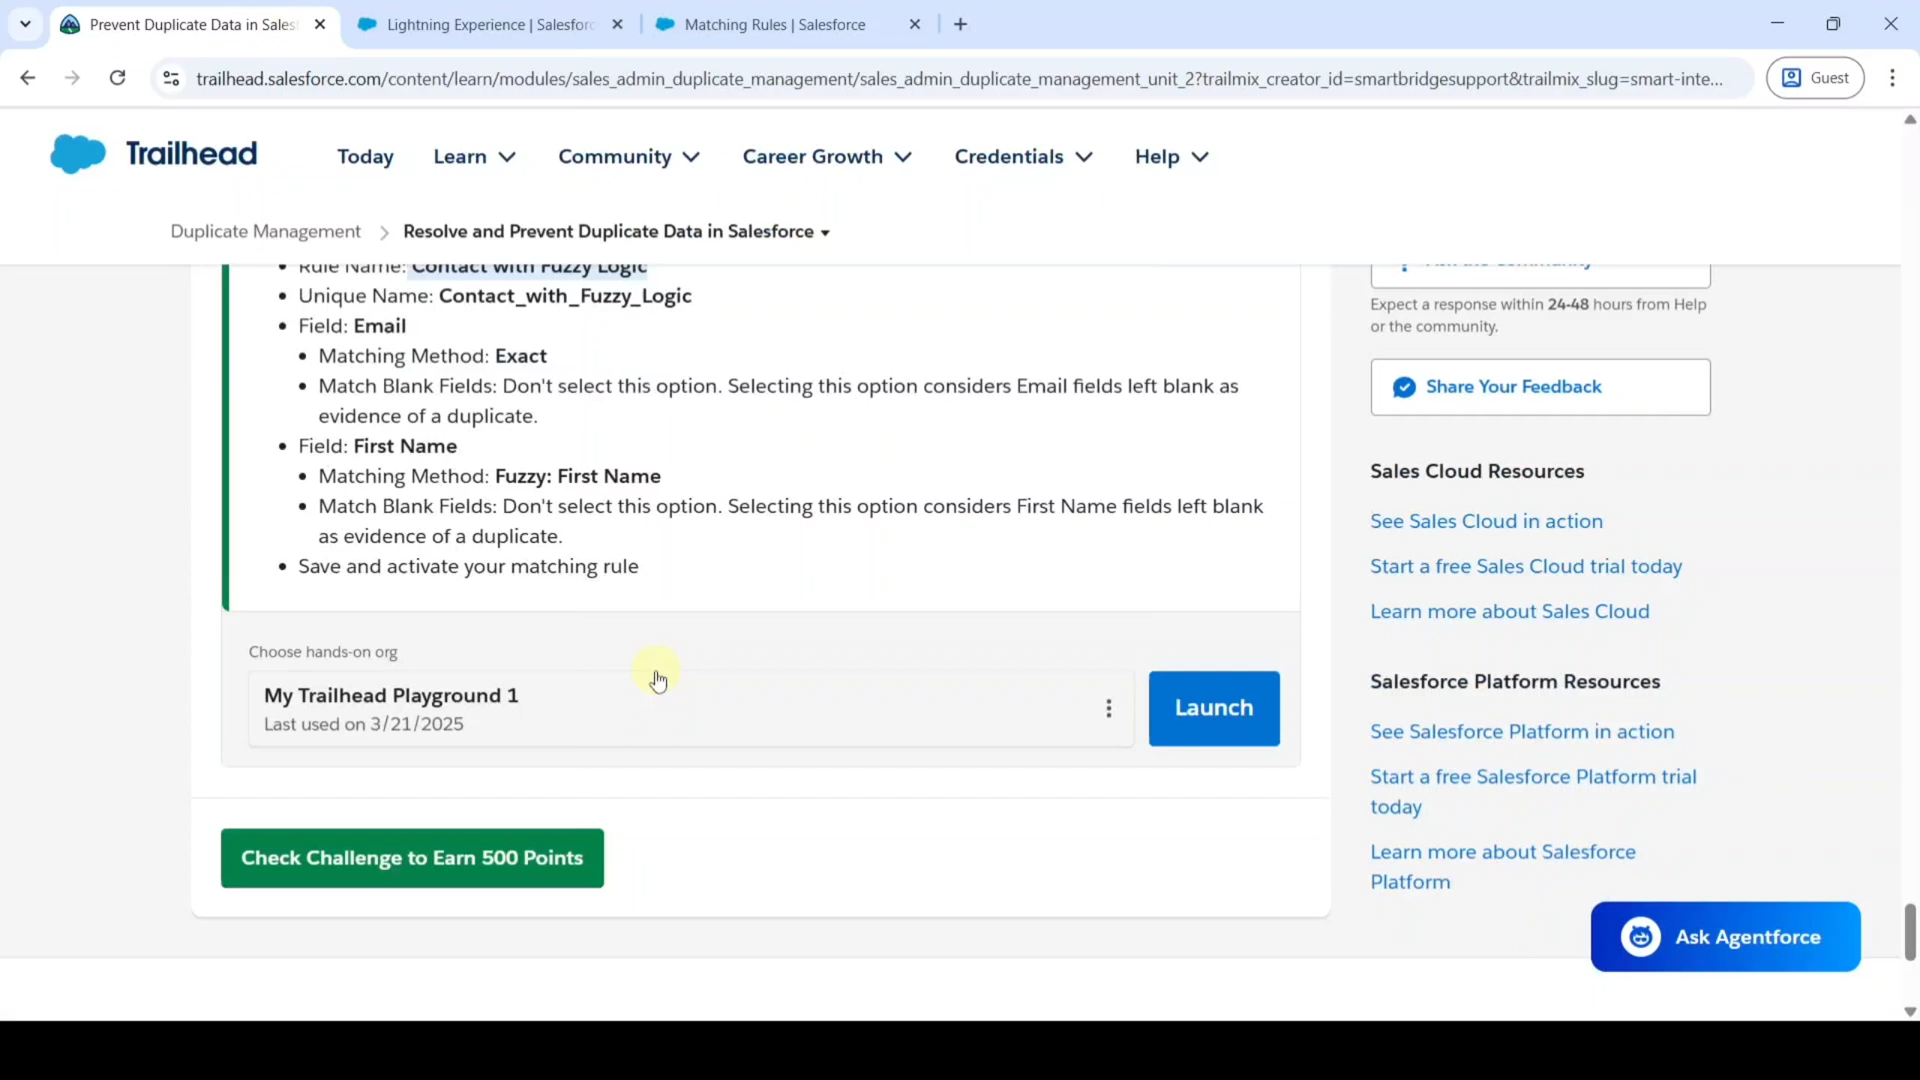 Prevent Duplicate Data in Sales
Lightning Experience | Salesforc
Matching Rules | Salesforce
trailhead.salesforce.com/content/learn/modules/sales_admin_duplicate_management/sales_admin_duplicate_management_unit_2?trailmix_creator_id=smartbridgesupport&trailmix_slug=smart-inte...
Guest
Trailhead
Today
Learn
Community
Career Growth
Credentials
Help
Duplicate Management
Resolve and Prevent Duplicate Data in Salesforce
• Rule Name: Contact with Fuzzy Logic
• Unique Name: Contact_with_Fuzzy_Logic
• Field: Email
• Matching Method: Exact
• Match Blank Fields: Don't select this option. Selecting this option considers Email fields left blank as
evidence of a duplicate.
• Field: First Name
• Matching Method: Fuzzy: First Name
• Match Blank Fields: Don't select this option. Selecting this option considers First Name fields left blank
as evidence of a duplicate.
• Save and activate your matching rule
Choose hands-on org
My Trailhead Playground 1
Last used on 3/21/2025
Launch
Check Challenge to Earn 500 Points
Expect a response within 24-48 hours from Help
or the community.
Share Your Feedback
Sales Cloud Resources
See Sales Cloud in action
Start a free Sales Cloud trial today
Learn more about Sales Cloud
Salesforce Platform Resources
See Salesforce Platform in action
Start a free Salesforce Platform trial
today
Learn more about Salesforce
Platform
Ask Agentforce